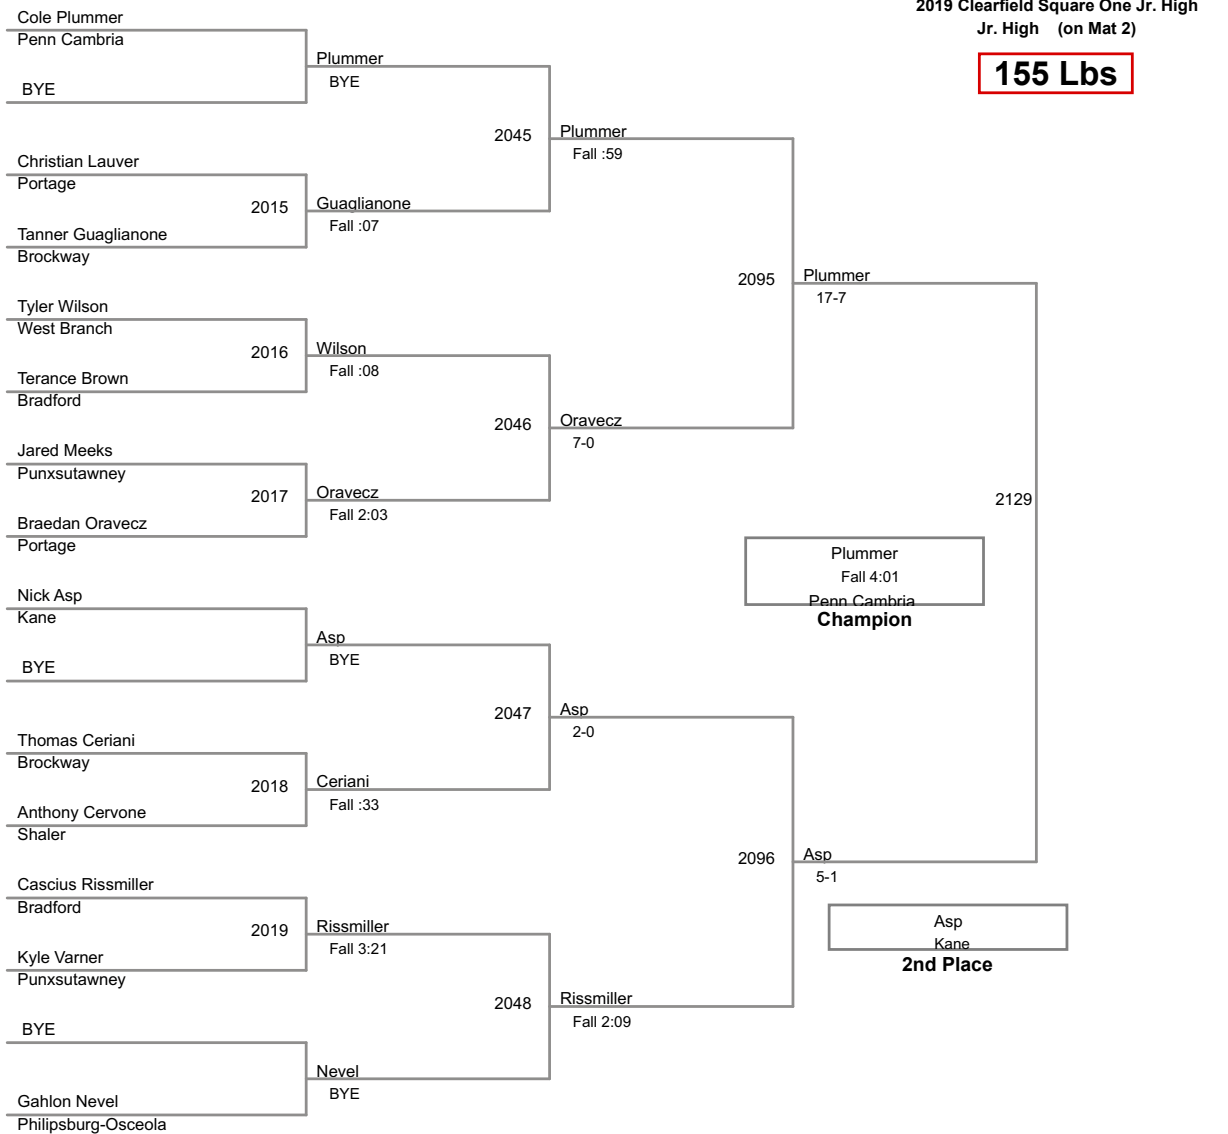 2019 Clearfield Square One Jr. High
Jr. High (on Mat 2)
155 Lbs
Cole Plummer
Penn Cambria
Plummer
BYE
BYE
2045
Plummer
Fall :59
Christian Lauver
Portage
2015
Guaglianone
Fall :07
Tanner Guaglianone
Brockway
2095
Plummer
17-7
Tyler Wilson
West Branch
2016
Wilson
Fall :08
Terance Brown
Bradford
2046
Oravecz
7-0
Jared Meeks
Punxsutawney
2017
Oravecz
Fall 2:03
Braedan Oravecz
Portage
2129
Plummer
Fall 4:01
Penn Cambria
Champion
Nick Asp
Kane
Asp
BYE
BYE
2047
Asp
2-0
Thomas Ceriani
Brockway
2018
Ceriani
Fall :33
Anthony Cervone
Shaler
2096
Asp
5-1
Cascius Rissmiller
Bradford
2019
Rissmiller
Fall 3:21
Kyle Varner
Punxsutawney
Asp
Kane
2nd Place
2048
Rissmiller
Fall 2:09
BYE
Nevel
BYE
Gahlon Nevel
Philipsburg-Osceola